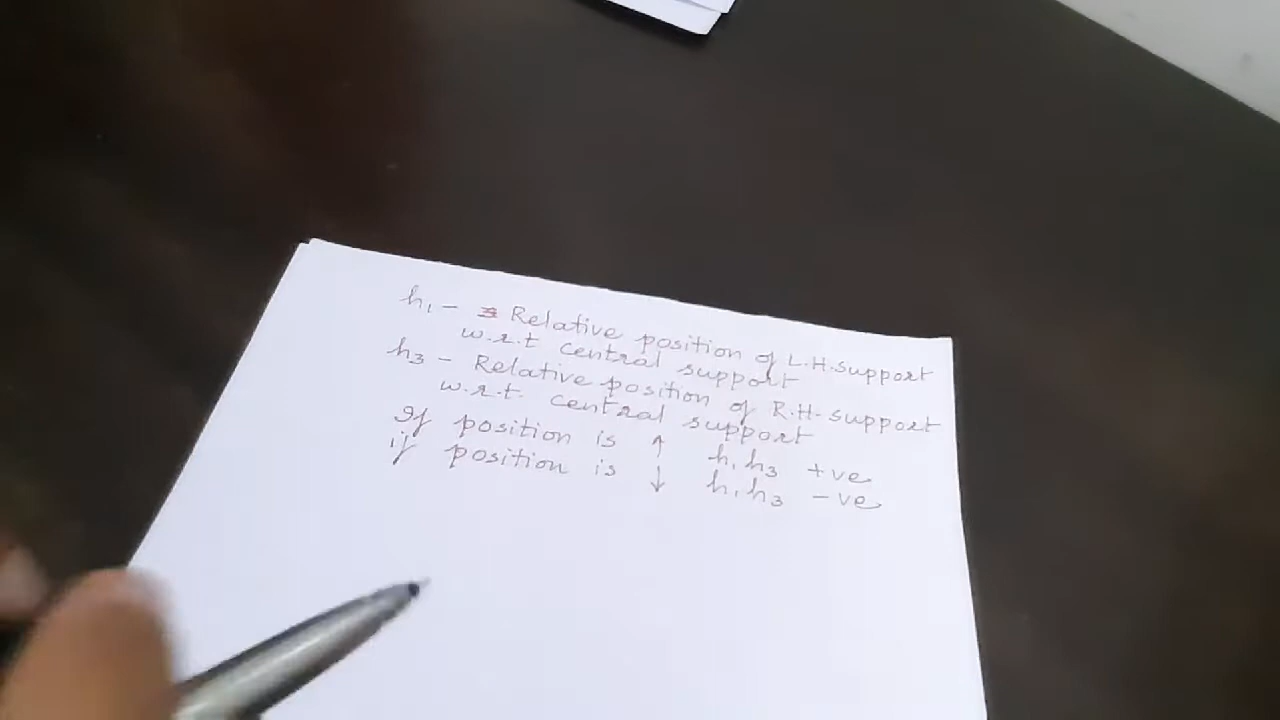 h1 - Relative position of L.H. support
w.r.t central support
h3 - Relative position of R.H. support
w.r.t. central support
If position is ↑ h1 h3 +ve
if position is ↓ h1 h3 -ve